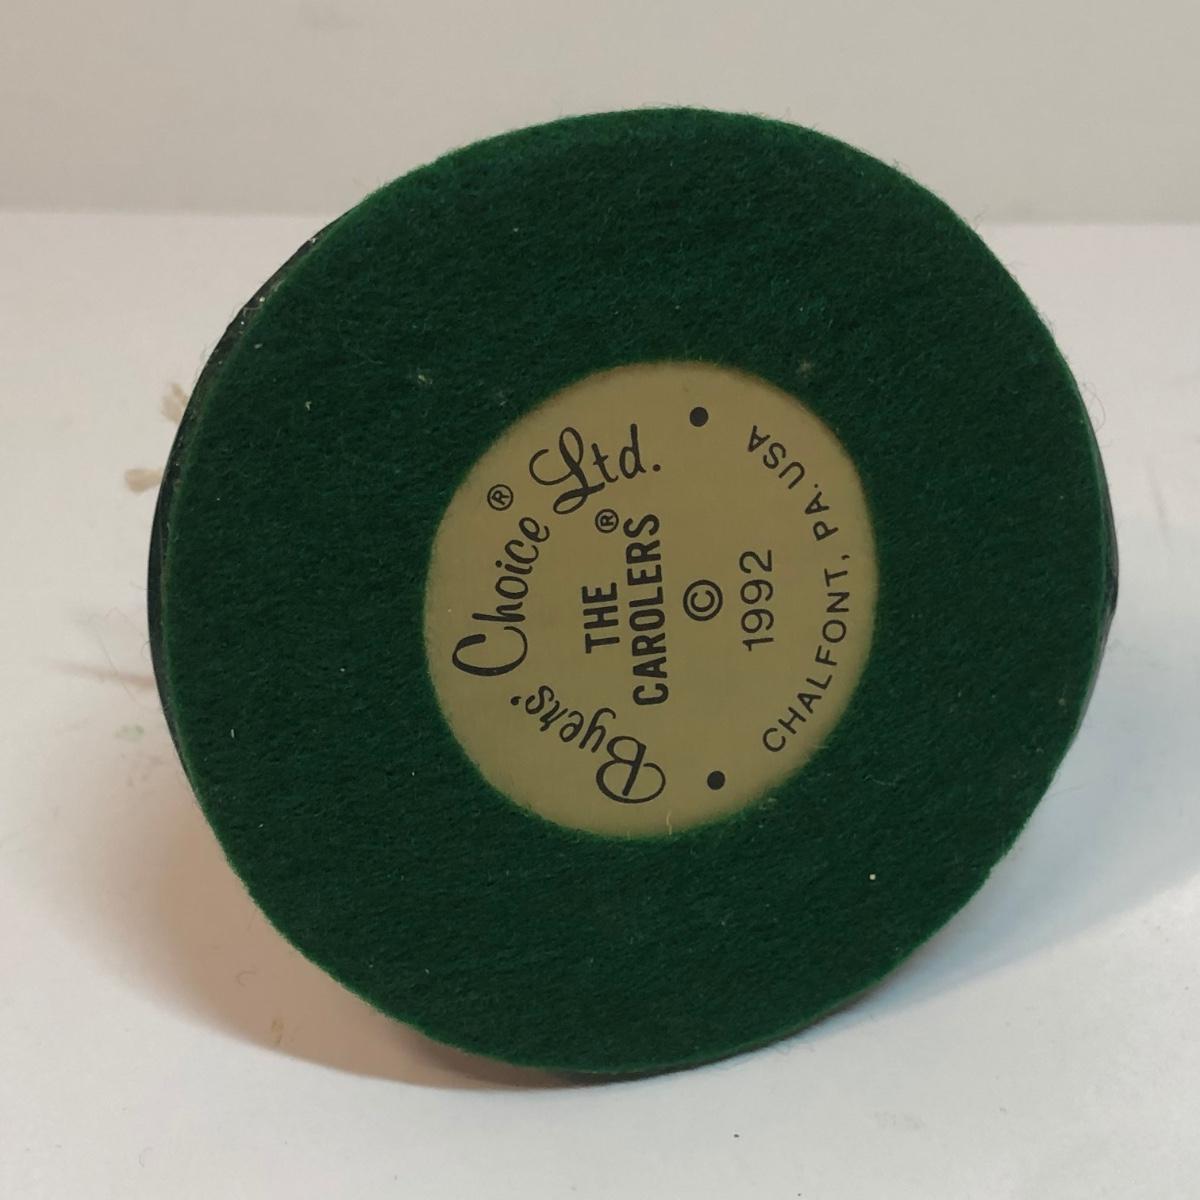 Byers' Choice® Ltd.
THE
CAROLERS®
©
1992
CHALFONT, PA. USA